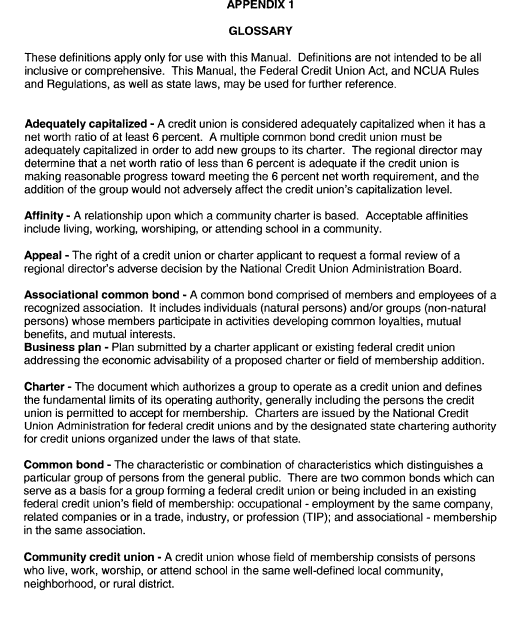 APPENDIX 1
GLOSSARY
These definitions apply only for use with this Manual. Definitions are not intended to be all
inclusive or comprehensive. This Manual, the Federal Credit Union Act, and NCUA Rules
and Regulations, as well as state laws, may be used for further reference.
Adequately capitalized - A credit union is considered adequately capitalized when it has a
net worth ratio of at least 6 percent. A multiple common bond credit union must be
adequately capitalized in order to add new groups to its charter. The regional director may
determine that a net worth ratio of less than 6 percent is adequate if the credit union is
making reasonable progress toward meeting the 6 percent net worth requirement, and the
addition of the group would not adversely affect the credit union's capitalization level.
Affinity - A relationship upon which a community charter is based. Acceptable affinities
include living, working, worshiping, or attending school in a community.
Appeal - The right of a credit union or charter applicant to request a formal review of a
regional director's adverse decision by the National Credit Union Administration Board.
Associational common bond - A common bond comprised of members and employees of a
recognized association. It includes individuals (natural persons) and/or groups (non-natural
persons) whose members participate in activities developing common loyalties, mutual
benefits, and mutual interests.
Business plan - Plan submitted by a charter applicant or existing federal credit union
addressing the economic advisability of a proposed charter or field of membership addition.
Charter - The document which authorizes a group to operate as a credit union and defines
the fundamental limits of its operating authority, generally including the persons the credit
union is permitted to accept for membership. Charters are issued by the National Credit
Union Administration for federal credit unions and by the designated state chartering authority
for credit unions organized under the laws of that state.
Common bond - The characteristic or combination of characteristics which distinguishes a
particular group of persons from the general public. There are two common bonds which can
serve as a basis for a group forming a federal credit union or being included in an existing
federal credit union's field of membership: occupational - employment by the same company,
related companies or in a trade, industry, or profession (TIP); and associational - membership
in the same association.
Community credit union - A credit union whose field of membership consists of persons
who live, work, worship, or attend school in the same well-defined local community,
neighborhood, or rural district.